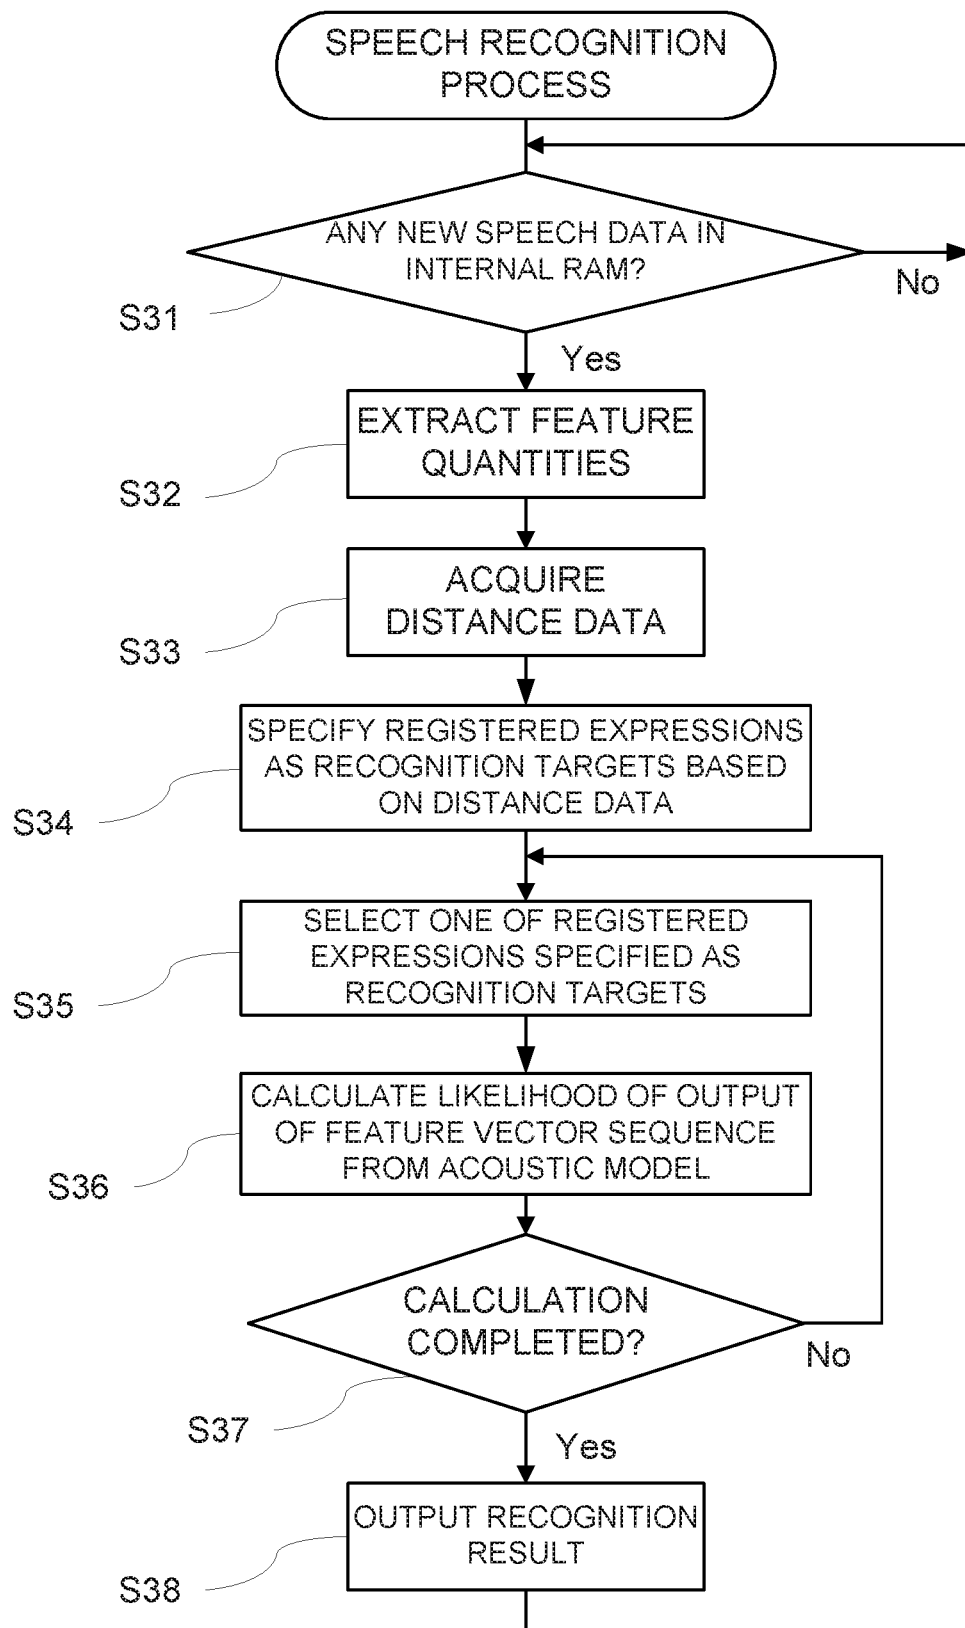 SPEECH RECOGNITION
PROCESS
ANY NEW SPEECH DATA IN
INTERNAL RAM?
No
S31
Yes
EXTRACT FEATURE
QUANTITIES
S32
ACQUIRE
DISTANCE DATA
S33
SPECIFY REGISTERED EXPRESSIONS
AS RECOGNITION TARGETS BASED
ON DISTANCE DATA
S34
SELECT ONE OF REGISTERED
EXPRESSIONS SPECIFIED AS
RECOGNITION TARGETS
S35
CALCULATE LIKELIHOOD OF OUTPUT
OF FEATURE VECTOR SEQUENCE
FROM ACOUSTIC MODEL
S36
CALCULATION
COMPLETED?
No
S37
Yes
OUTPUT RECOGNITION
RESULT
S38